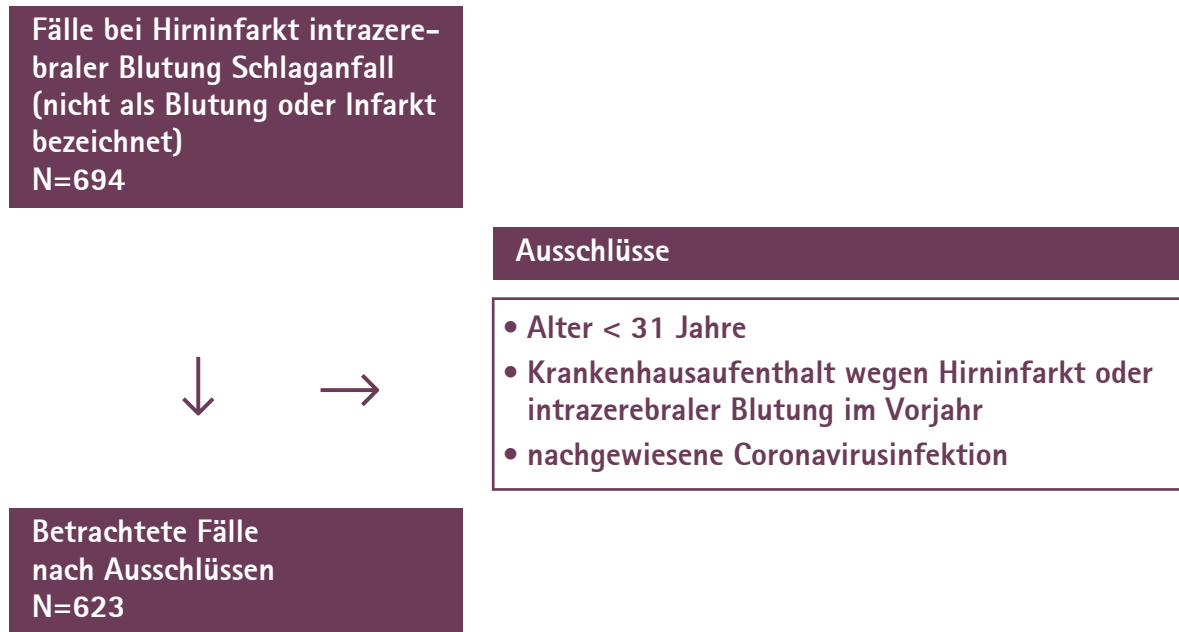 Fälle bei Hirninfarkt intrazere-
braler Blutung Schlaganfall
(nicht als Blutung oder Infarkt
bezeichnet)
N=694
Ausschlüsse
• Alter < 31 Jahre
• Krankenhausaufenthalt wegen Hirninfarkt oder
intrazerebraler Blutung im Vorjahr
• nachgewiesene Coronavirusinfektion
Betrachtete Fälle
nach Ausschlüssen
N=623